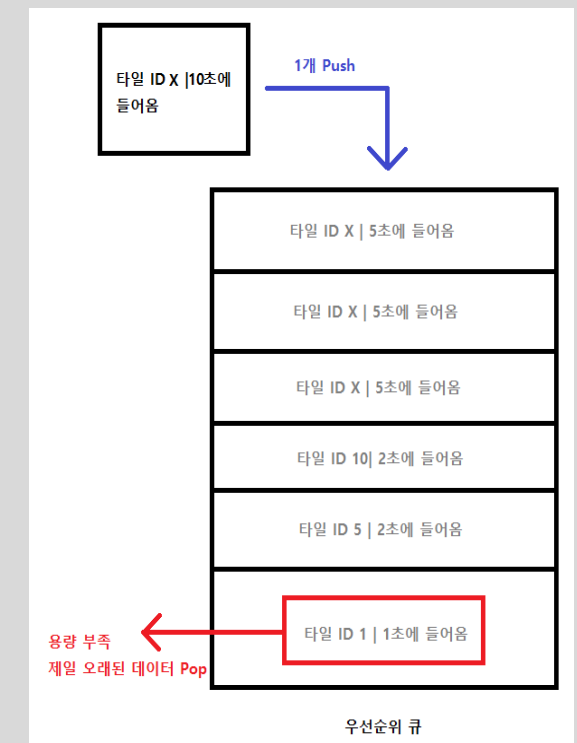 타일 ID X |10초에
들어옴
1개 Push
타일 ID X | 5초에 들어옴
타일 ID X | 5초에 들어옴
타일 ID X | 5초에 들어옴
타일 ID 10| 2초에 들어옴
타일 ID 5 | 2초에 들어옴
타일 ID 1 | 1초에 들어옴
용량 부족
제일 오래된 데이터 Pop
우선순위 큐